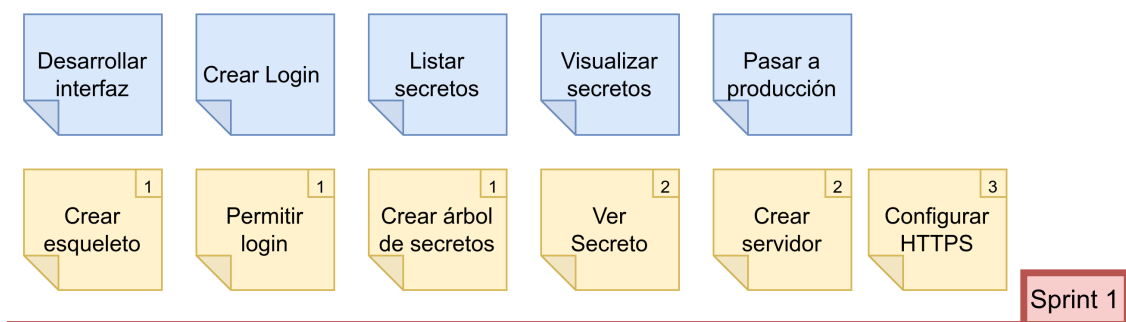 Desarrollar
interfaz
Crear Login
Listar
secretos
Visualizar
secretos
Pasar a
producción
1
Crear
esqueleto
1
Permitir
login
1
Crear árbol
de secretos
2
Ver
Secreto
2
Crear
servidor
3
Configurar
HTTPS
Sprint 1